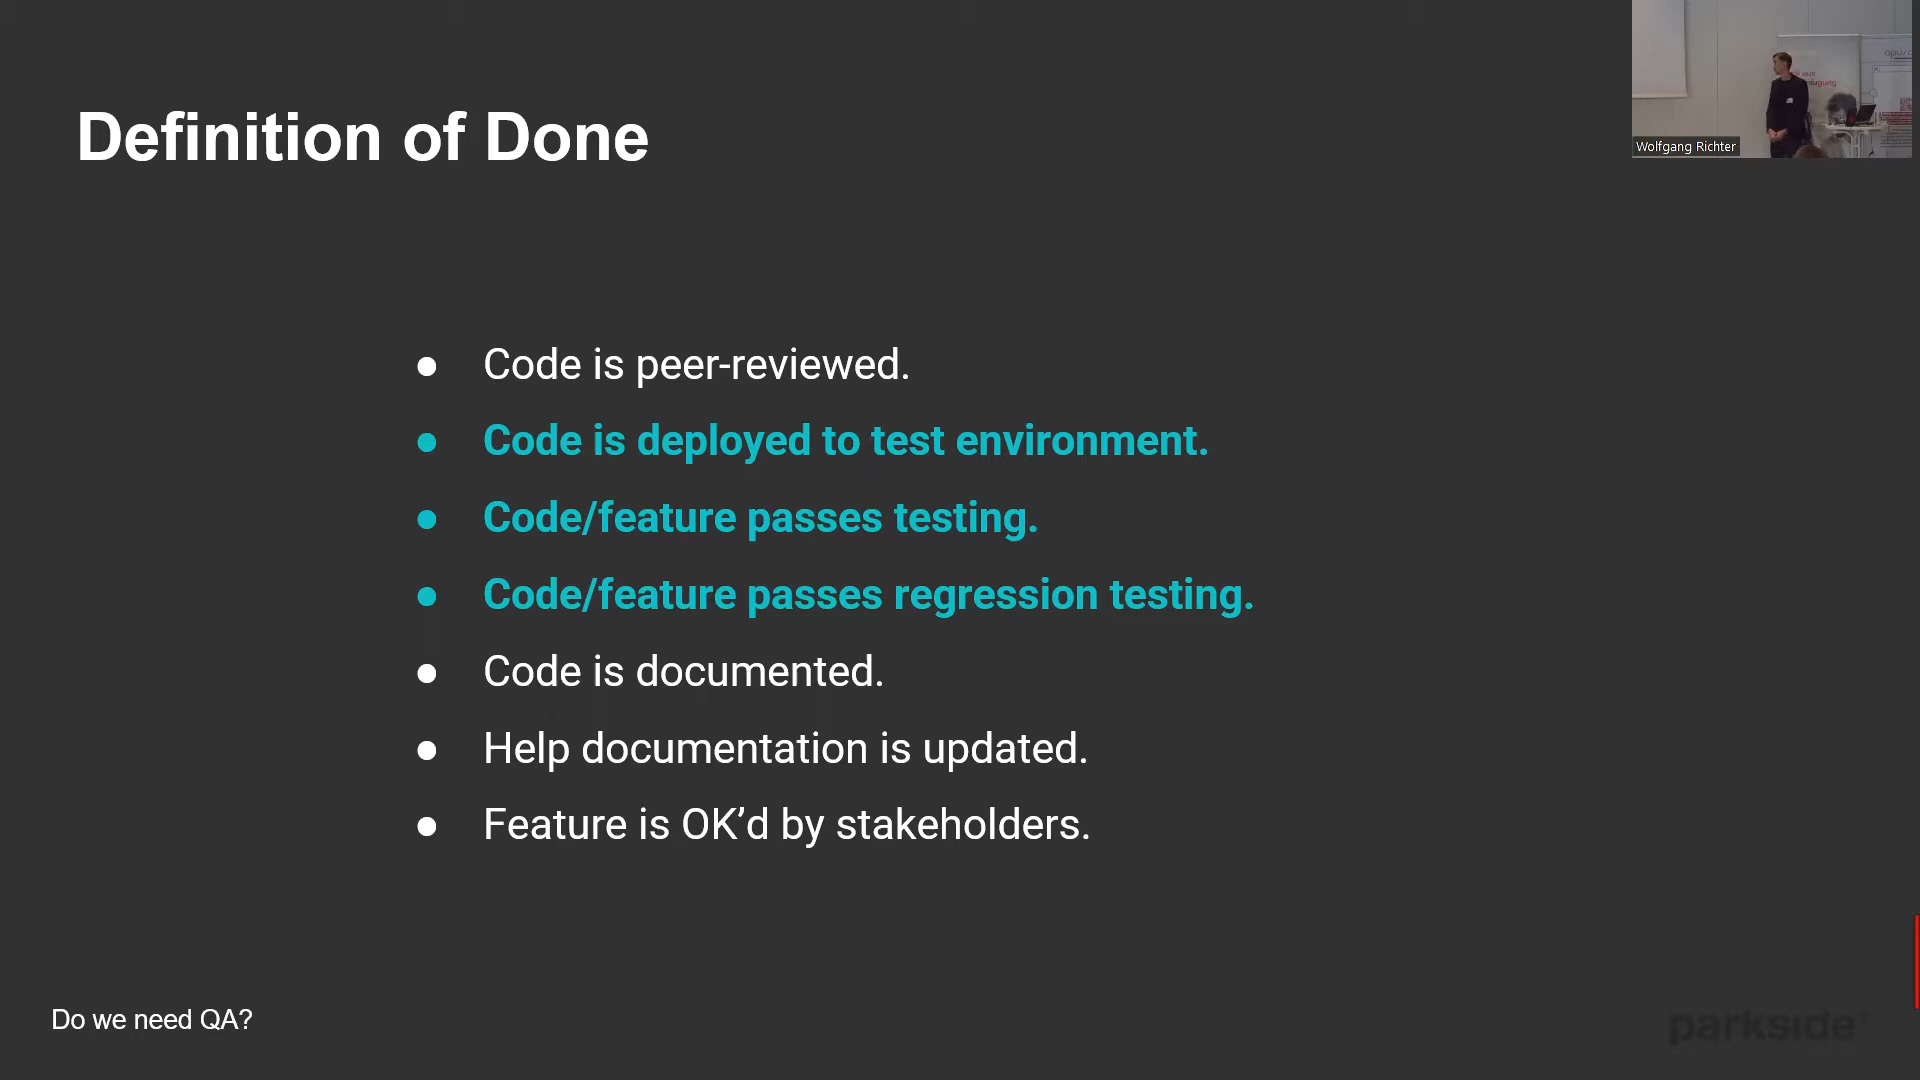 Definition of Done
Wolfgang Richter
● Code is peer-reviewed.
● Code is deployed to test environment.
● Code/feature passes testing.
● Code/feature passes regression testing.
● Code is documented.
● Help documentation is updated.
● Feature is OK’d by stakeholders.
Do we need QA?
parkside